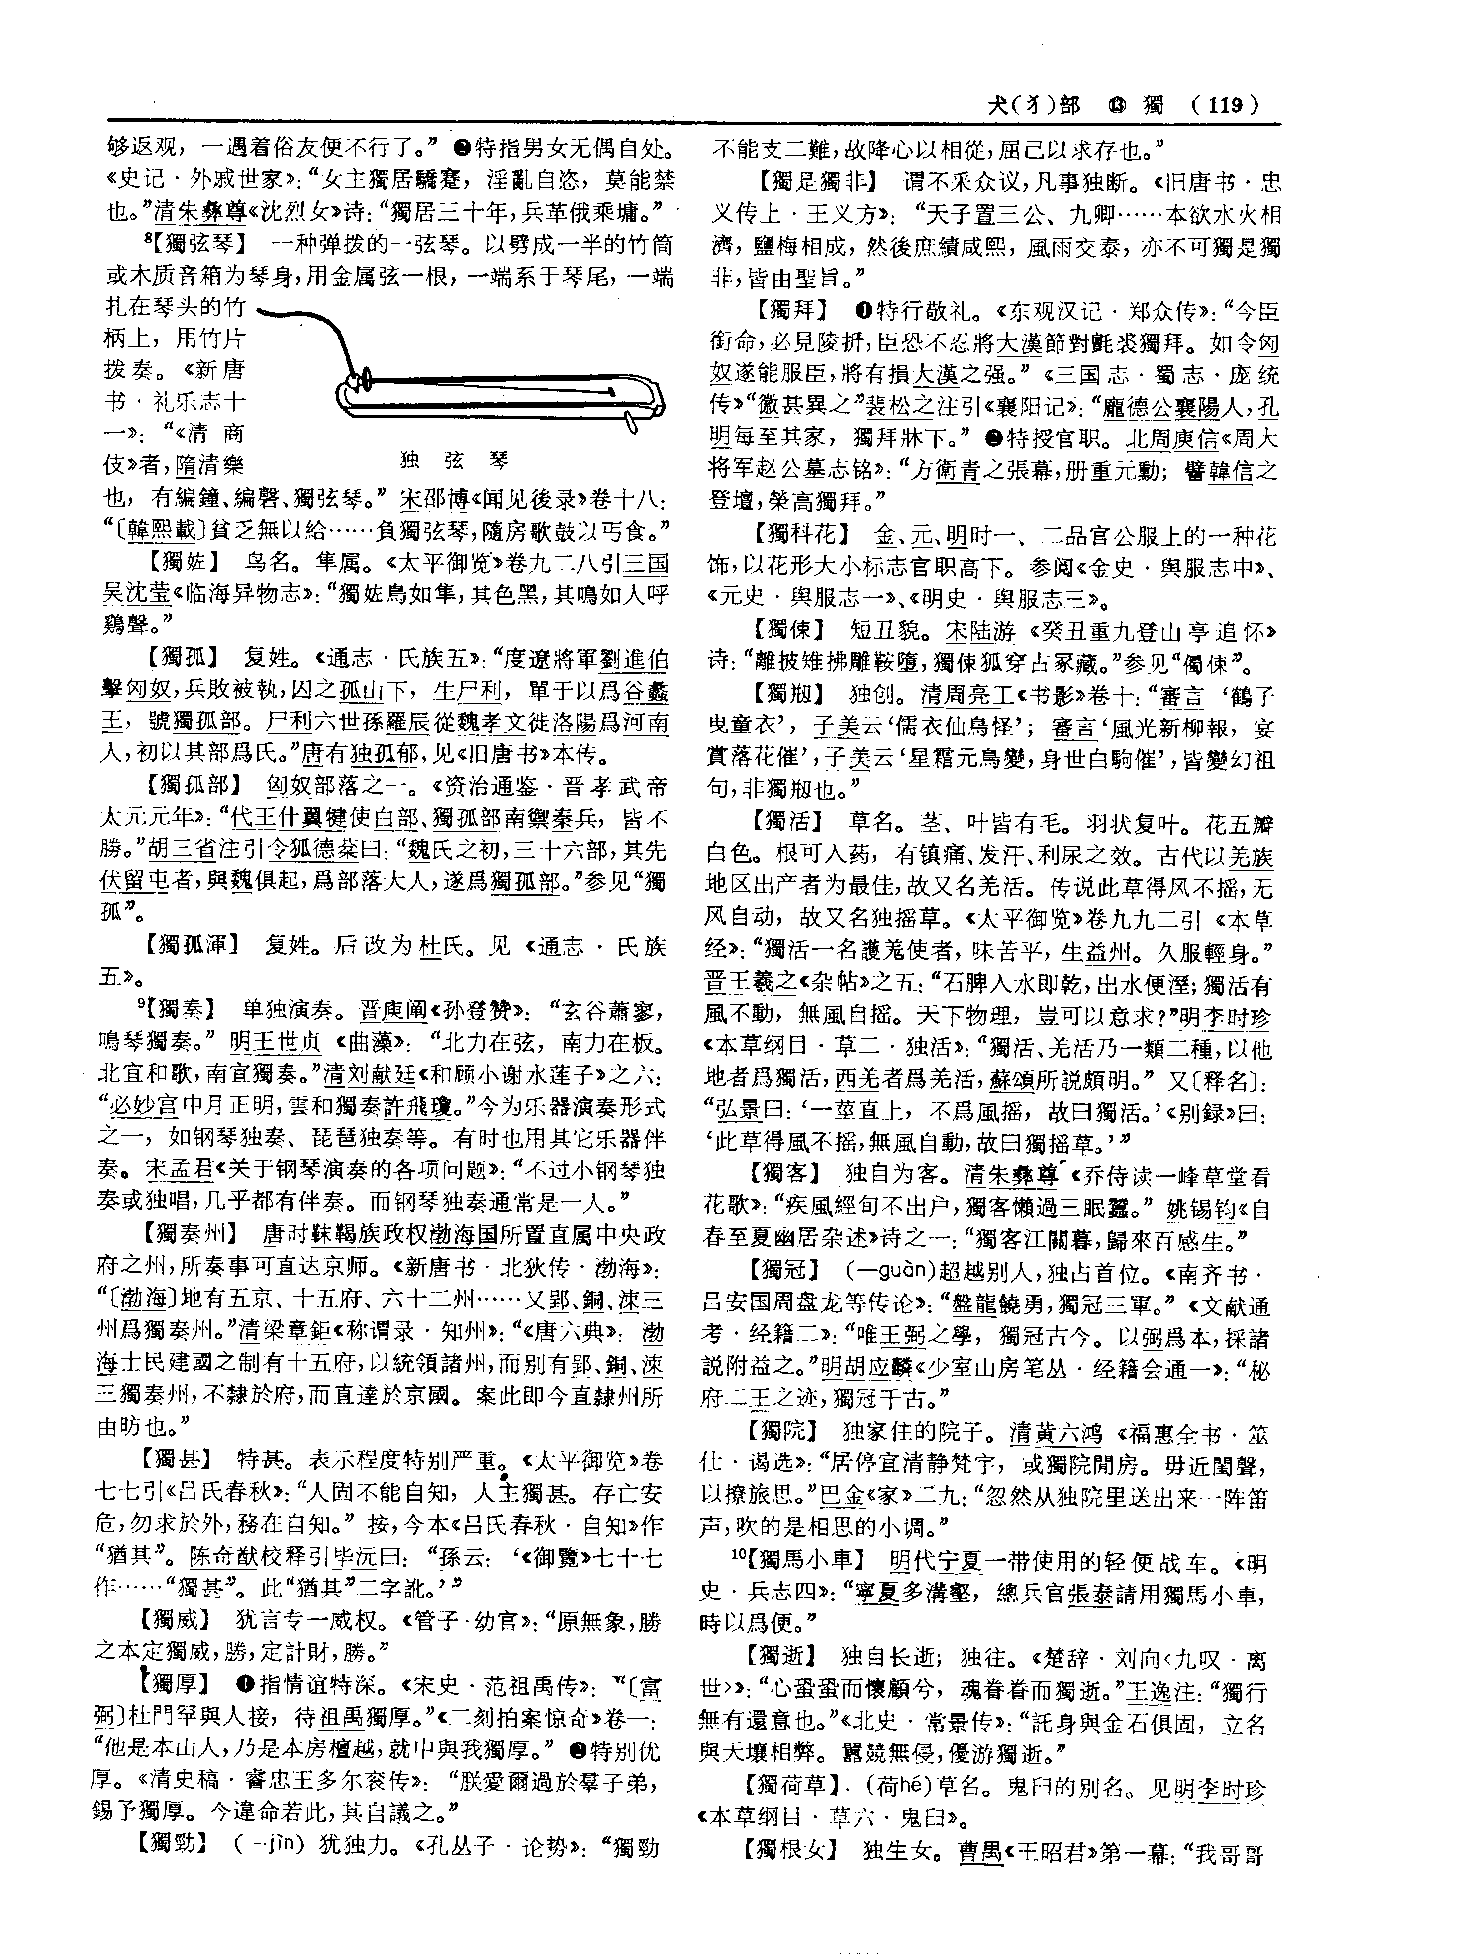 犬(犭)部 ⓭ 獨 (119)
够返观，一遇着俗友便不行了。” ❷特指男女无偶自处。
《史记·外戚世家》：“女主獨居驕蹇，淫亂自恣，莫能禁
也。”清朱彝尊《沈烈女》诗：“獨居三十年，兵革俄乘墉。”
⁸【獨弦琴】 一种弹拨的一弦琴。以劈成一半的竹筒
或木质音箱为琴身，用金属弦一根，一端系于琴尾，一端
扎在琴头的竹
柄上，用竹片
拨奏。《新唐
书·礼乐志十
一》：“《清商
伎》者，隋清樂
独弦琴
也，有編鐘、編磬、獨弦琴。” 宋邵博《闻见後录》卷十八：
“〔韓熙載〕貧乏無以給……負獨弦琴，隨房歌鼓以丐食。”
【獨䳏】 鸟名。隼属。《太平御览》卷九二八引三国
吴沈莹《临海异物志》：“獨䳏鳥如隼，其色黑，其鳴如人呼
鷄聲。”
【獨孤】 复姓。《通志·氏族五》：“度遼將軍劉進伯
擊匈奴，兵敗被執，囚之孤山下，生尸利，單于以爲谷蠡
王，號獨孤部。尸利六世孫羅辰從魏孝文徙洛陽爲河南
人，初以其部爲氏。”唐有独孤郁，见《旧唐书》本传。
【獨孤部】 匈奴部落之一。《资治通鉴·晋孝武帝
太元元年》：“代王什翼犍使白部、獨孤部南禦秦兵，皆不
勝。”胡三省注引令狐德棻曰：“魏氏之初，三十六部，其先
伏留屯者，與魏俱起，爲部落大人，遂爲獨孤部。”参见“獨
孤”。
【獨孤渾】 复姓。后改为杜氏。见《通志·氏族
五》。
⁹【獨奏】 单独演奏。晋庾阐《孙登赞》：“玄谷蕭寥，
鳴琴獨奏。” 明王世贞《曲藻》：“北力在弦，南力在板。
北宜和歌，南宜獨奏。”清刘献廷《和顾小谢水莲子》之六：
“必妙宫中月正明，雲和獨奏許飛瓊。”今为乐器演奏形式
之一，如钢琴独奏、琵琶独奏等。有时也用其它乐器伴
奏。宋孟君《关于钢琴演奏的各项问题》：“不过小钢琴独
奏或独唱，几乎都有伴奏。而钢琴独奏通常是一人。”
【獨奏州】 唐时靺鞨族政权渤海国所置直属中央政
府之州，所奏事可直达京师。《新唐书·北狄传·渤海》：
“〔渤海〕地有五京、十五府、六十二州……又郢、銅、涑三
州爲獨奏州。”清梁章鉅《称谓录·知州》：“《唐六典》：渤
海士民建國之制有十五府，以統領諸州，而别有郢、銅、涑
三獨奏州，不隸於府，而直達於京國。案此即今直隸州所
由昉也。”
【獨甚】 特甚。表示程度特别严重。《太平御览》卷
七七引《吕氏春秋》：“人固不能自知，人主獨甚。存亡安
危，勿求於外，務在自知。” 按，今本《吕氏春秋·自知》作
“猶其”。陈奇猷校释引毕沅曰：“孫云：‘《御覽》七十七
作……“獨甚”。此“猶其”二字訛。’”
【獨威】 犹言专一威权。《管子·幼官》：“原無象，勝
之本定獨威，勝，定計財，勝。”
【獨厚】 ❶指情谊特深。《宋史·范祖禹传》：“〔富
弼〕杜門罕與人接，待祖禹獨厚。”《二刻拍案惊奇》卷一：
“他是本山人，乃是本房檀越，就中與我獨厚。” ❷特别优
厚。《清史稿·睿忠王多尔衮传》：“朕愛爾過於羣子弟，
錫予獨厚。今違命若此，其自議之。”
【獨勁】 (—jìn) 犹独力。《孔丛子·论势》：“獨勁
不能支二難，故降心以相從，屈己以求存也。”
【獨是獨非】 谓不采众议，凡事独断。《旧唐书·忠
义传上·王义方》：“天子置三公、九卿……本欲水火相
濟，鹽梅相成，然後庶績咸熙，風雨交泰，亦不可獨是獨
非，皆由聖旨。”
【獨拜】 ❶特行敬礼。《东观汉记·郑众传》：“今臣
銜命，必見陵折，臣恐不忍將大漢節對氈裘獨拜。如令匈
奴遂能服臣，將有損大漢之强。”《三国志·蜀志·庞统
传》“徽甚異之”裴松之注引《襄阳记》：“龐德公襄陽人，孔
明每至其家，獨拜牀下。” ❷特授官职。北周庾信《周大
将军赵公墓志铭》：“方衛青之張幕，册重元勳；譬韓信之
登壇，榮高獨拜。”
【獨科花】 金、元、明时一、二品官公服上的一种花
饰，以花形大小标志官职高下。参阅《金史·舆服志中》、
《元史·舆服志一》、《明史·舆服志三》。
【獨倲】 短丑貌。宋陆游《癸丑重九登山亭追怀》
诗：“離披雉拂雕鞍墮，獨倲狐穿古冢藏。”参见“㑽倲”。
【獨剏】 独创。清周亮工《书影》卷十：“審言‘鶴子
曳童衣’，子美云‘儒衣仙鳥怪’；審言‘風光新柳報，宴
賞落花催’，子美云‘星霜元鳥變，身世白駒催’，皆變幻祖
句，非獨剏也。”
【獨活】 草名。茎、叶皆有毛。羽状复叶。花五瓣
白色。根可入药，有镇痛、发汗、利尿之效。古代以羌族
地区出产者为最佳，故又名羌活。传说此草得风不摇，无
风自动，故又名独摇草。《太平御览》卷九九二引《本草
经》：“獨活一名護羌使者，味苦平，生益州。久服輕身。”
晋王羲之《杂帖》之五：“石脾入水即乾，出水便溼；獨活有
風不動，無風自摇。天下物理，豈可以意求？”明李时珍
《本草纲目·草二·独活》：“獨活、羌活乃一類二種，以他
地者爲獨活，西羌者爲羌活，蘇頌所説頗明。” 又〔释名〕：
“弘景曰：‘一莖直上，不爲風摇，故曰獨活。’《别録》曰：
‘此草得風不摇，無風自動，故曰獨摇草。’”
【獨客】 独自为客。清朱彝尊《乔侍读一峰草堂看
花歌》：“疾風經旬不出户，獨客懶過三眠蠶。” 姚锡钧《自
春至夏幽居杂述》诗之一：“獨客江關暮，歸來百感生。”
【獨冠】 (—guàn)超越别人，独占首位。《南齐书·
吕安国周盘龙等传论》：“盤龍饒勇，獨冠三軍。”《文献通
考·经籍二》：“唯王弼之學，獨冠古今。以弼爲本，採諸
説附益之。”明胡应麟《少室山房笔丛·经籍会通一》：“秘
府二王之迹，獨冠千古。”
【獨院】 独家住的院子。清黄六鸿《福惠全书·筮
仕·谒选》：“居停宜清静梵宇，或獨院閒房。毋近闤聲，
以撩旅思。”巴金《家》二九：“忽然从独院里送出来一阵笛
声，吹的是相思的小调。”
¹⁰【獨馬小車】 明代宁夏一带使用的轻便战车。《明
史·兵志四》：“寧夏多溝壑，總兵官張泰請用獨馬小車，
時以爲便。”
【獨逝】 独自长逝；独往。《楚辞·刘向〈九叹·离
世〉》：“心蛩蛩而懷顧兮，魂眷眷而獨逝。”王逸注：“獨行
無有還意也。”《北史·常景传》：“託身與金石俱固，立名
與天壤相弊。囂競無侵，優游獨逝。”
【獨荷草】 (荷hé)草名。鬼臼的别名。见明李时珍
《本草纲目·草六·鬼臼》。
【獨根女】 独生女。曹禺《王昭君》第一幕：“我哥哥